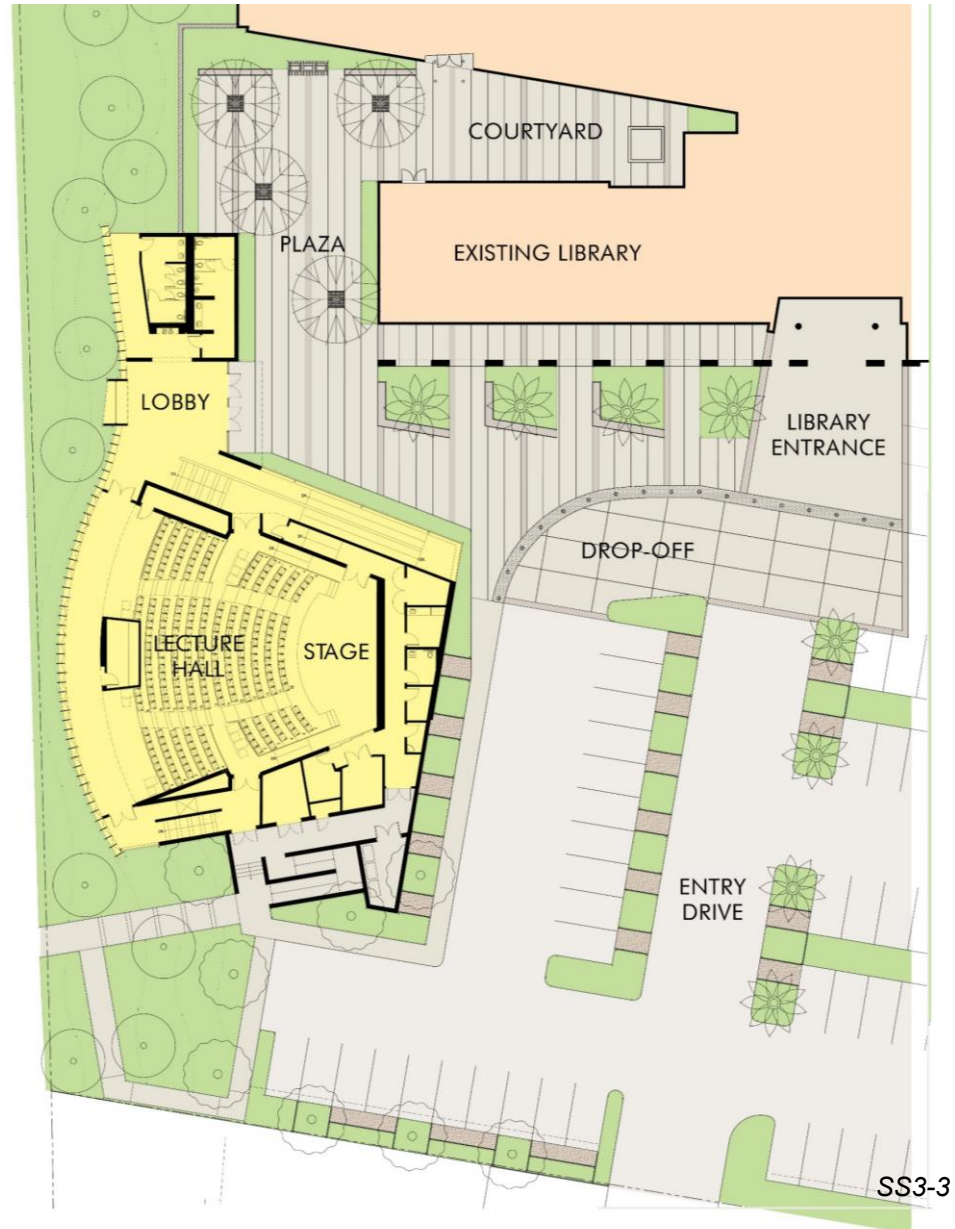 COURTYARD
PLAZA
EXISTING LIBRARY
LOBBY
LIBRARY
ENTRANCE
DROP-OFF
LECTURE
HALL
STAGE
ENTRY
DRIVE
SS3-3